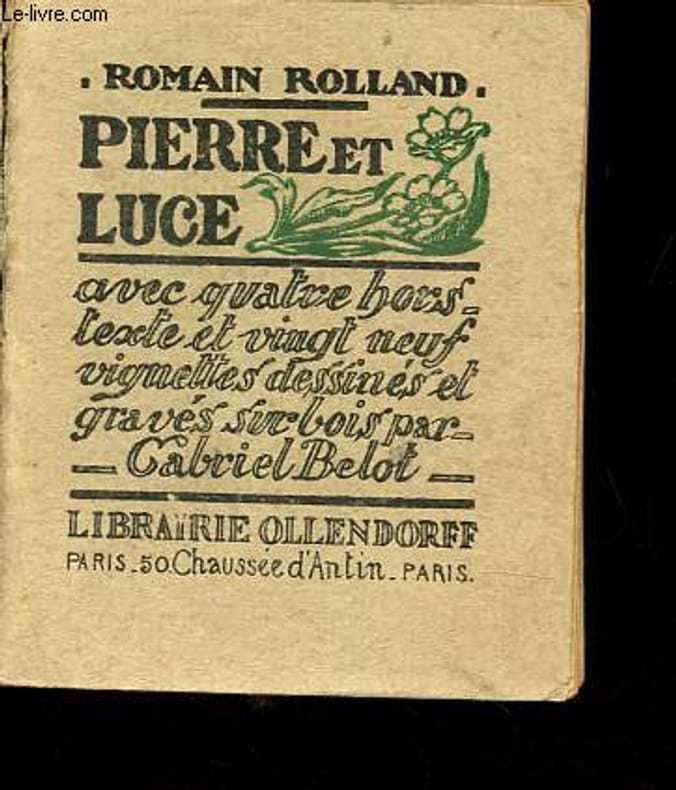 Le-livre.com
. ROMAIN ROLLAND .
PIERRE ET
LUCE
avec quatre hors-
texte et vingt neuf
vignettes dessinés et
gravés sur bois par-
— Gabriel Belot —
LIBRAIRIE OLLENDORFF
PARIS_50.Chaussée d'Antin_PARIS.